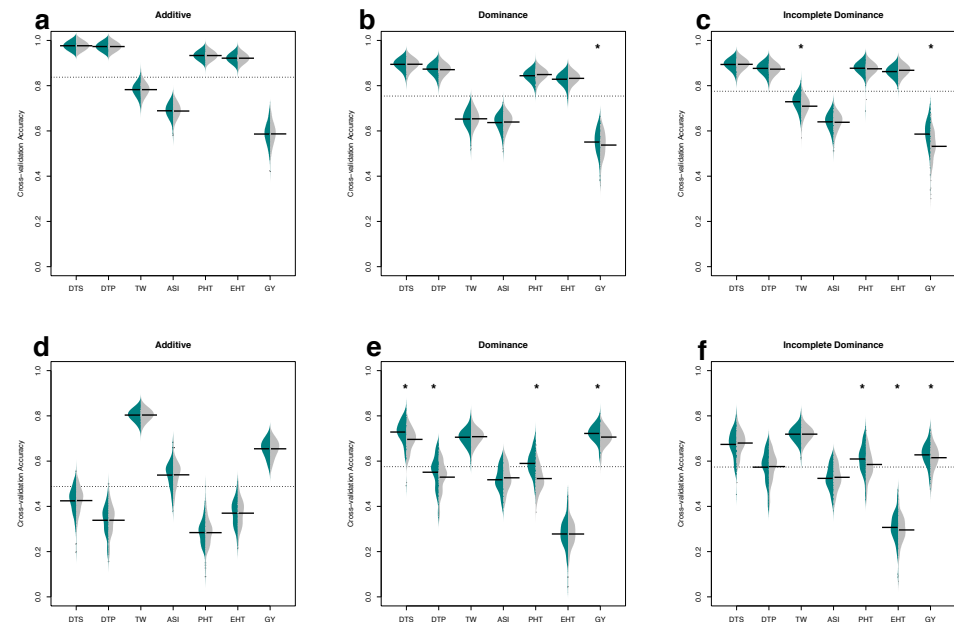 a
Additive
Cross−validation Accuracy
1.0
0.8
0.6
0.4
0.2
0.0
DTS DTP TW ASI PHT EHT GY
b
Dominance
*
Cross−validation Accuracy
1.0
0.8
0.6
0.4
0.2
0.0
DTS DTP TW ASI PHT EHT GY
c
Incomplete Dominance
* *
Cross−validation Accuracy
1.0
0.8
0.6
0.4
0.2
0.0
DTS DTP TW ASI PHT EHT GY
d
Additive
Cross−validation Accuracy
1.0
0.8
0.6
0.4
0.2
0.0
DTS DTP TW ASI PHT EHT GY
e
Dominance
* * * *
Cross−validation Accuracy
1.0
0.8
0.6
0.4
0.2
0.0
DTS DTP TW ASI PHT EHT GY
f
Incomplete Dominance
* * *
Cross−validation Accuracy
1.0
0.8
0.6
0.4
0.2
0.0
DTS DTP TW ASI PHT EHT GY